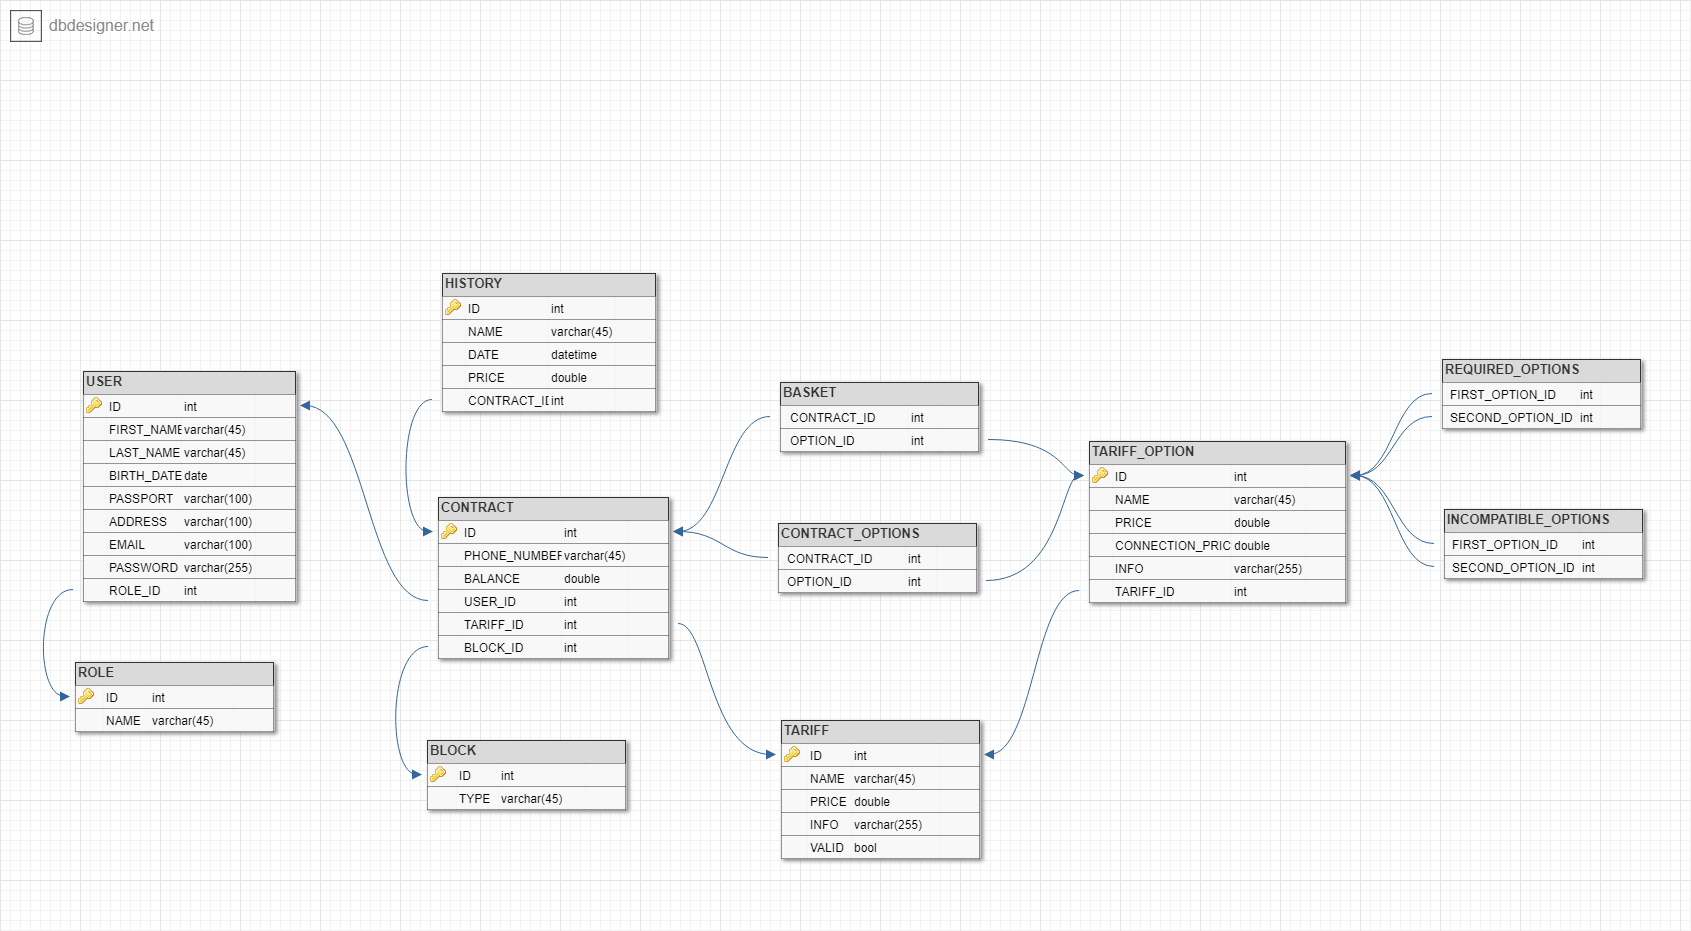 dbdesigner.net
HISTORY
ID int
NAME varchar(45)
DATE datetime
PRICE double
CONTRACT_ID int
USER
ID int
FIRST_NAME varchar(45)
LAST_NAME varchar(45)
BIRTH_DATE date
PASSPORT varchar(100)
ADDRESS varchar(100)
EMAIL varchar(100)
PASSWORD varchar(255)
ROLE_ID int
ROLE
ID int
NAME varchar(45)
CONTRACT
ID int
PHONE_NUMBER varchar(45)
BALANCE double
USER_ID int
TARIFF_ID int
BLOCK_ID int
BLOCK
ID int
TYPE varchar(45)
BASKET
CONTRACT_ID int
OPTION_ID int
CONTRACT_OPTIONS
CONTRACT_ID int
OPTION_ID int
TARIFF
ID int
NAME varchar(45)
PRICE double
INFO varchar(255)
VALID bool
TARIFF_OPTION
ID int
NAME varchar(45)
PRICE double
CONNECTION_PRIC double
INFO varchar(255)
TARIFF_ID int
REQUIRED_OPTIONS
FIRST_OPTION_ID int
SECOND_OPTION_ID int
INCOMPATIBLE_OPTIONS
FIRST_OPTION_ID int
SECOND_OPTION_ID int